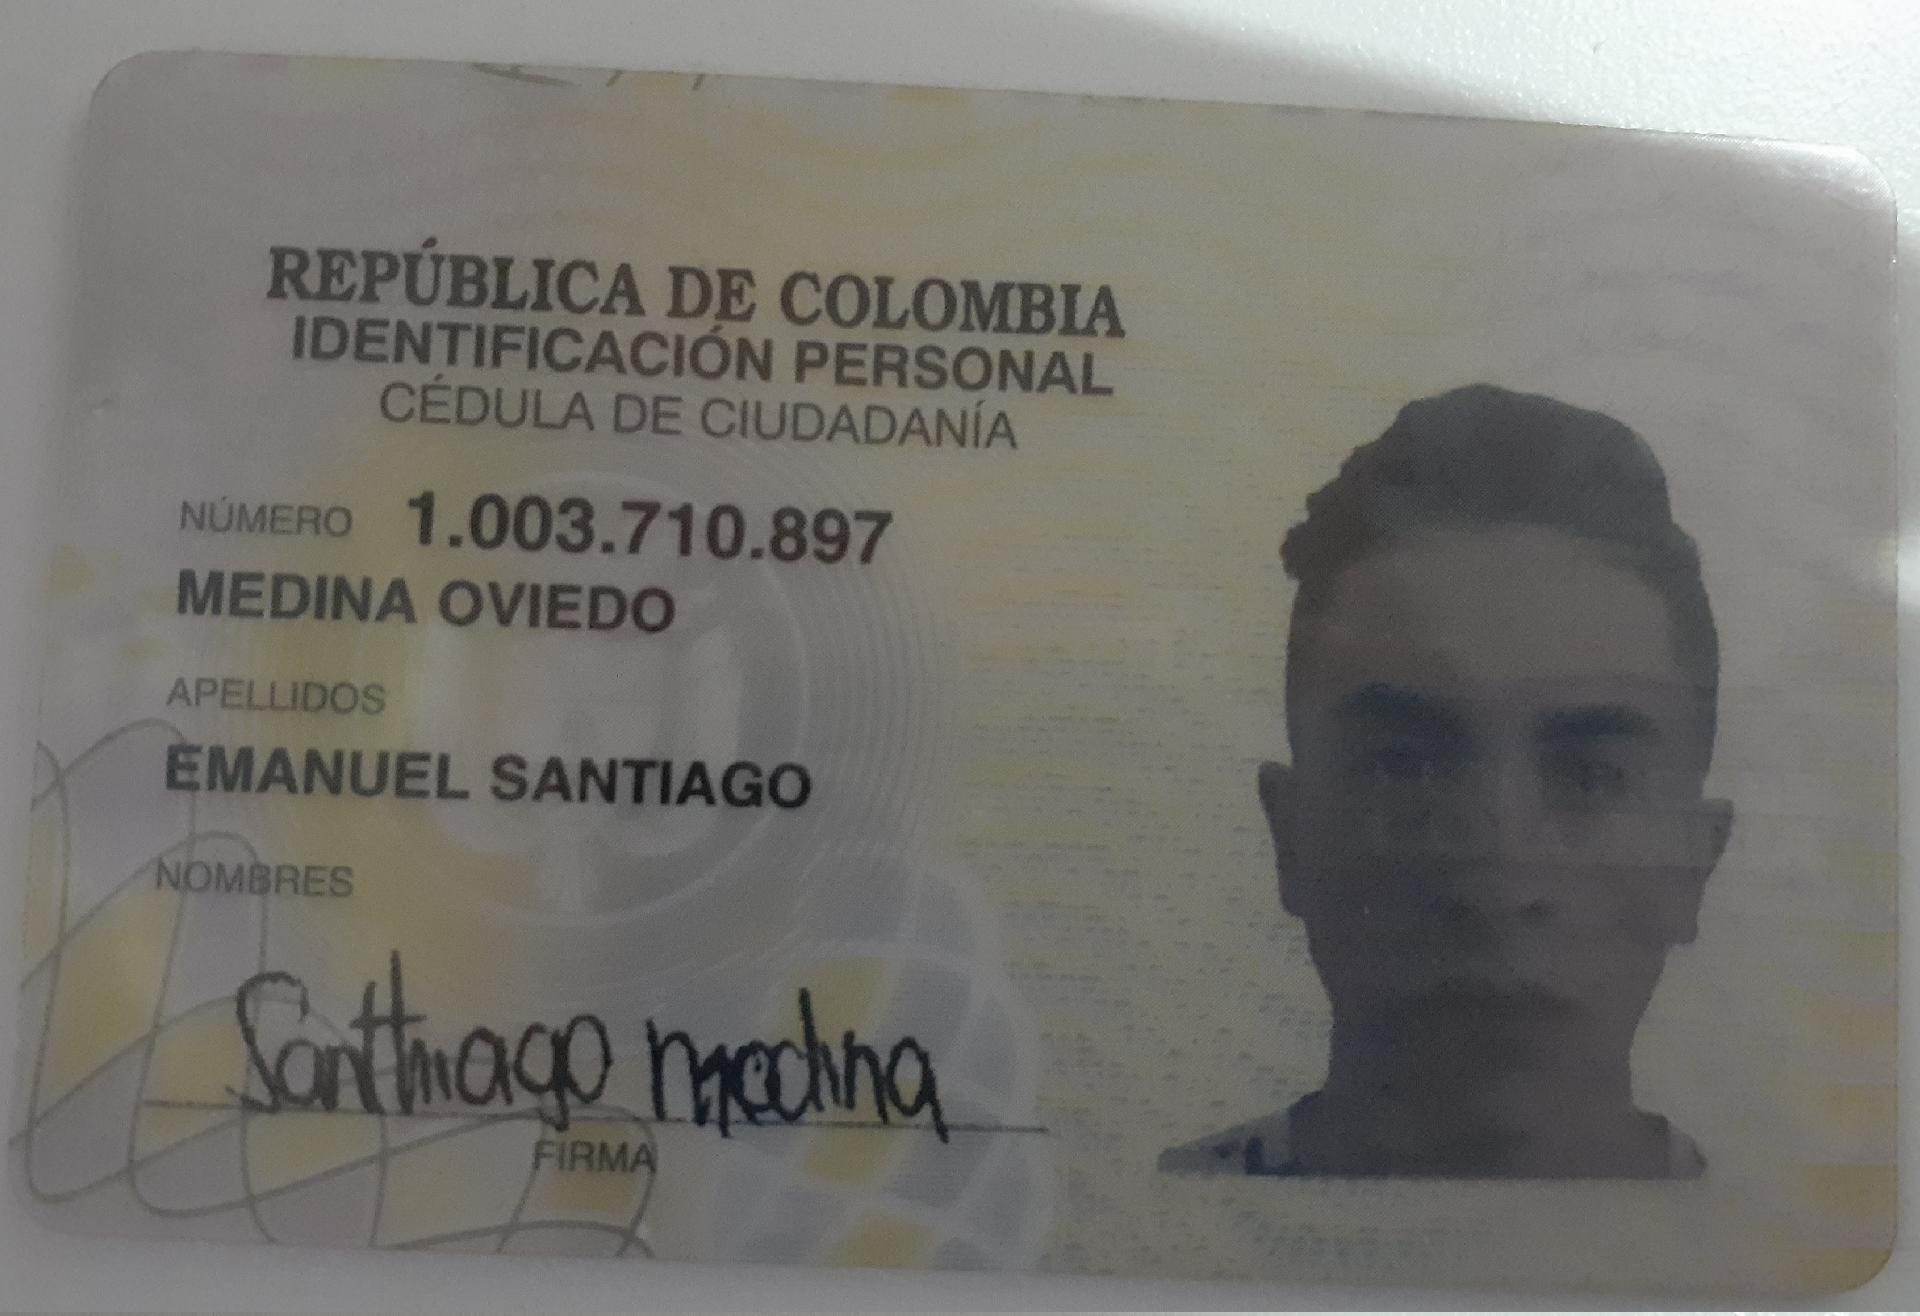 REPÚBLICA DE COLOMBIA
IDENTIFICACIÓN PERSONAL
CÉDULA DE CIUDADANÍA
NÚMERO 1.003.710.897
MEDINA OVIEDO
APELLIDOS
EMANUEL SANTIAGO
NOMBRES
Santhiago medina
FIRMA